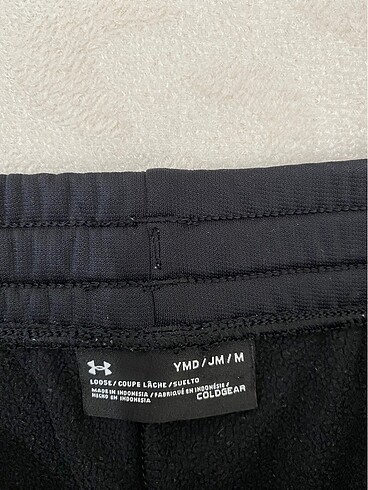 YMD / JM / M
LOOSE / COUPE LÂCHE / SUELTO
MADE IN INDONESIA / FABRIQUÉ EN INDONÉSIE /
HECHO EN INDONESIA
COLDGEAR